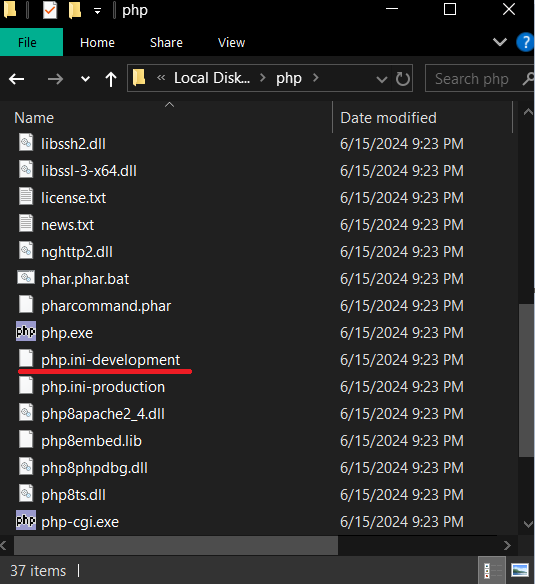 php
File Home Share View ?
« Local Disk... > php > Search php
Name Date modified
libssh2.dll 6/15/2024 9:23 PM
libssl-3-x64.dll 6/15/2024 9:23 PM
license.txt 6/15/2024 9:23 PM
news.txt 6/15/2024 9:23 PM
nghttp2.dll 6/15/2024 9:23 PM
phar.phar.bat 6/15/2024 9:23 PM
pharcommand.phar 6/15/2024 9:23 PM
php php.exe 6/15/2024 9:23 PM
php.ini-development 6/15/2024 9:23 PM
php.ini-production 6/15/2024 9:23 PM
php8apache2_4.dll 6/15/2024 9:23 PM
php8embed.lib 6/15/2024 9:23 PM
php8phpdbg.dll 6/15/2024 9:23 PM
php8ts.dll 6/15/2024 9:23 PM
php php-cgi.exe 6/15/2024 9:23 PM
37 items